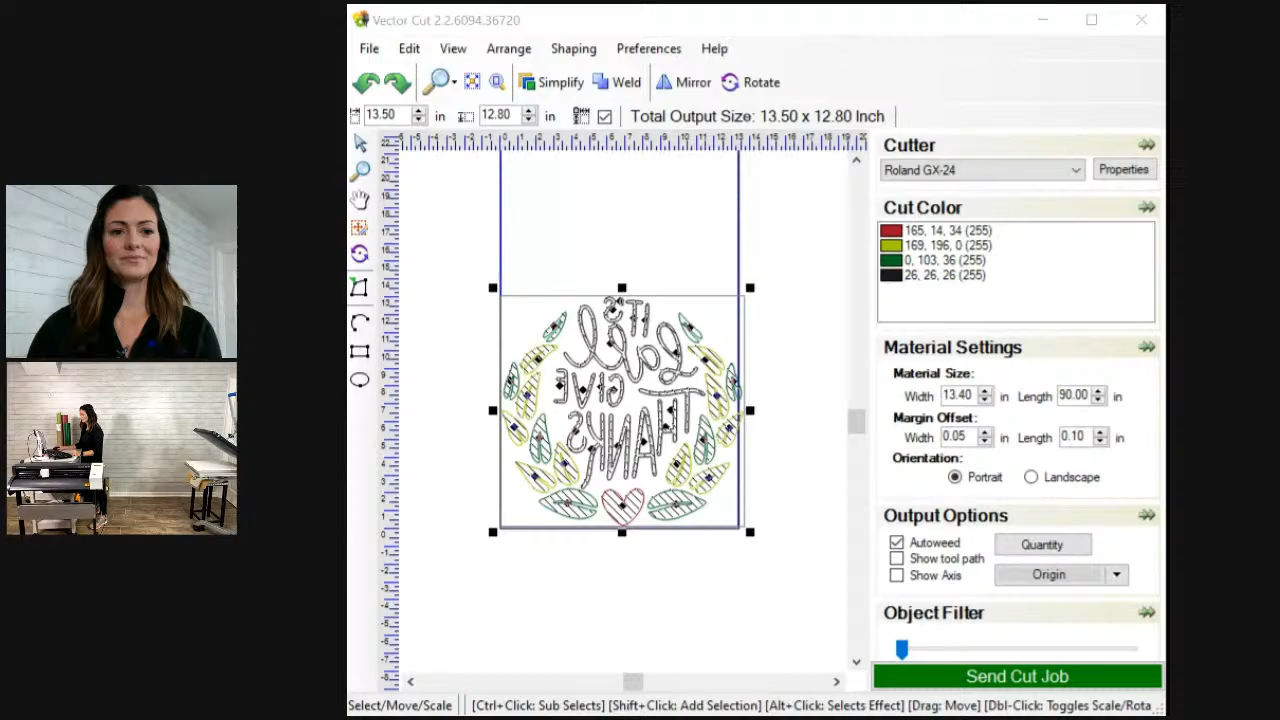 Vector Cut 2.2.6094.36720
File Edit View Arrange Shaping Preferences Help
Simplify Weld Mirror Rotate
13.50 in 12.80 in Total Output Size: 13.50 x 12.80 Inch
Cutter
Roland GX-24 Properties
Cut Color
165, 14, 34 (255)
169, 196, 0 (255)
0, 103, 36 (255)
26, 26, 26 (255)
IT'S
Fall
GIVE
THANKS
Material Settings
Material Size:
Width 13.40 in Length 90.00 in
Margin Offset:
Width 0.05 in Length 0.10 in
Orientation:
Portrait Landscape
Output Options
Autoweed Quantity
Show tool path
Show Axis Origin
Object Filter
Send Cut Job
Select/Move/Scale [Ctrl+Click: Sub Selects] [Shift+Click: Add Selection] [Alt+Click: Selects Effect] [Drag: Move] [Dbl-Click: Toggles Scale/Rota